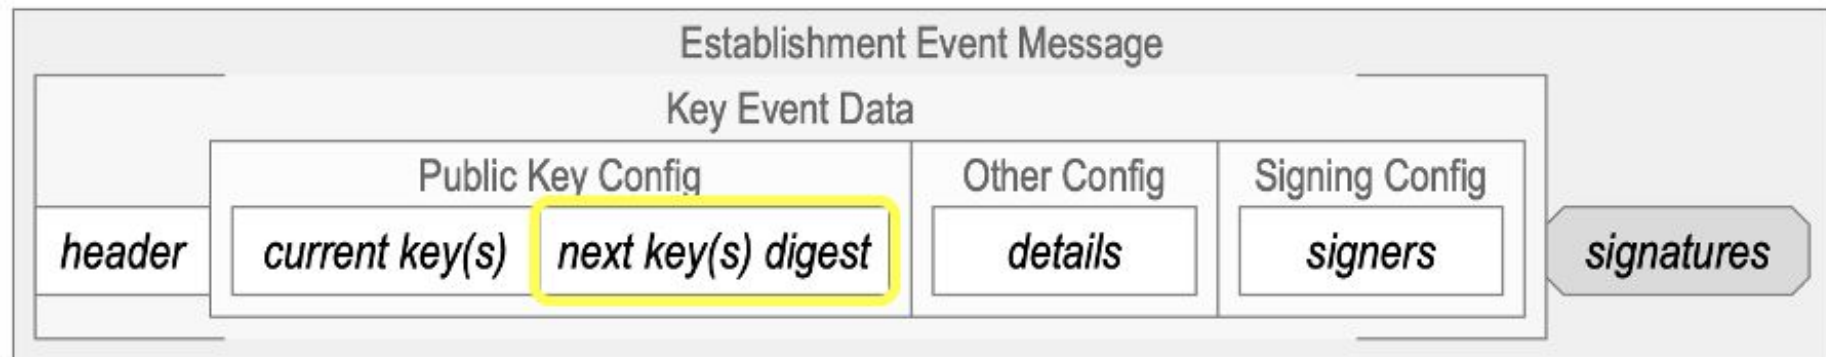 Establishment Event Message
Key Event Data
Public Key Config Other Config Signing Config
header current key(s) next key(s) digest details signers signatures